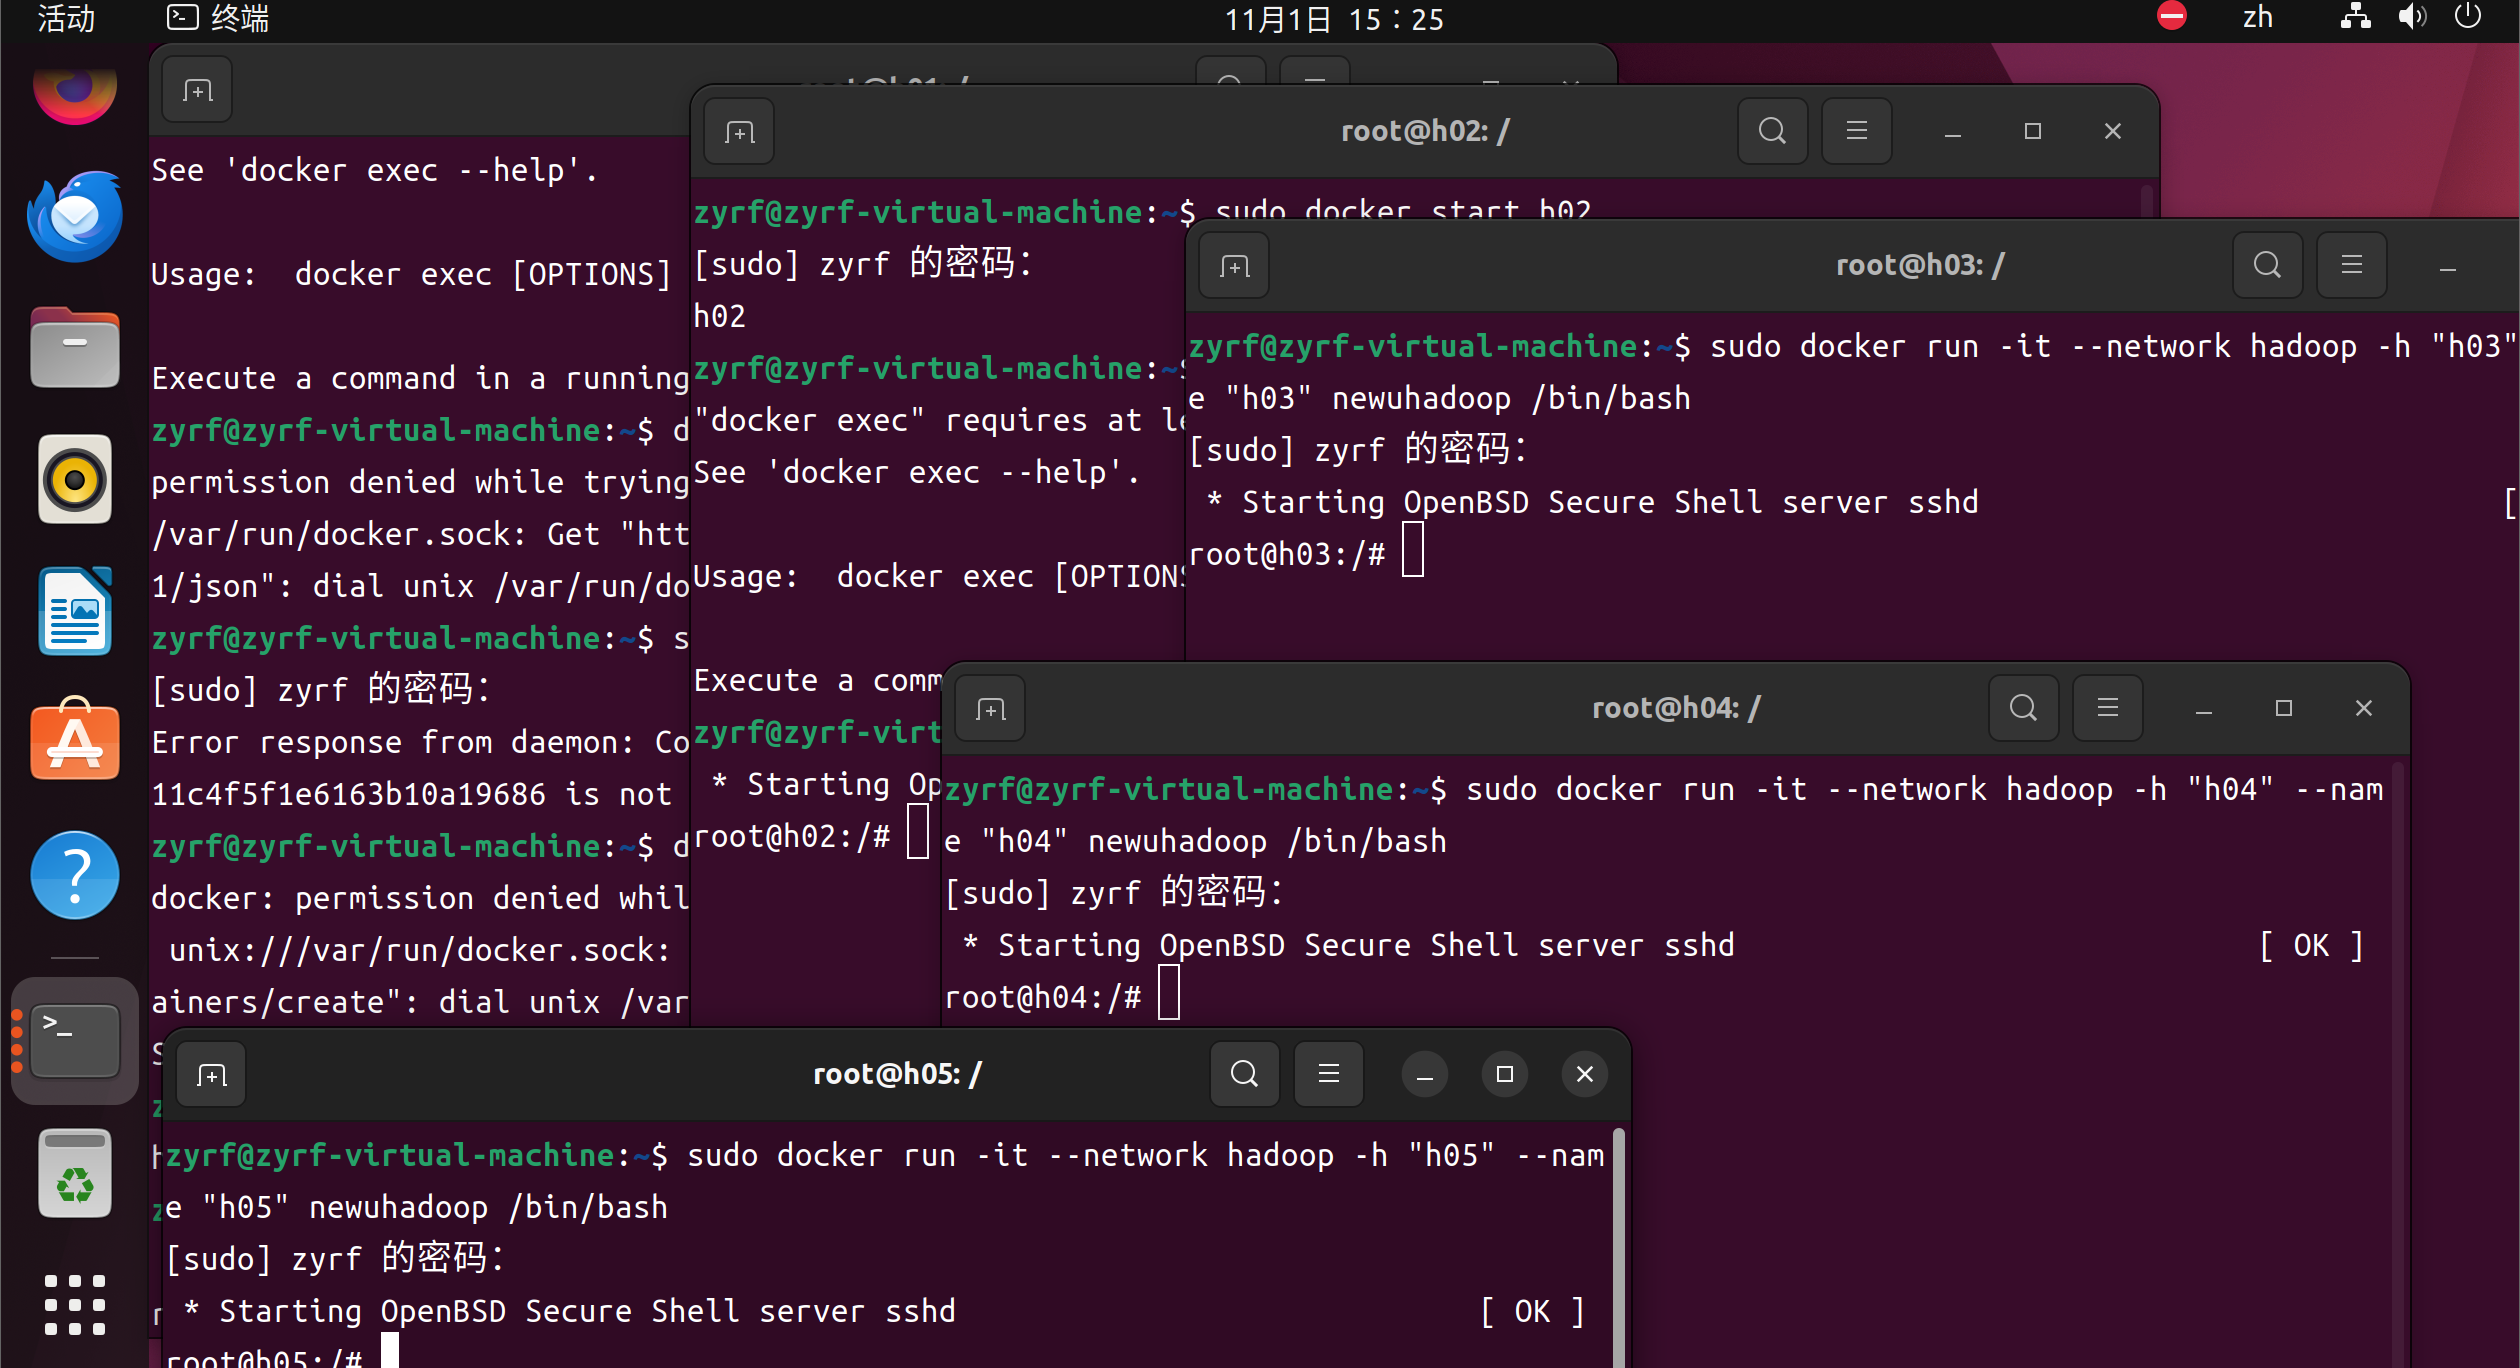 活动 终端 11月1日 15：25 zh
See 'docker exec --help'.
Usage:  docker exec [OPTIONS]
Execute a command in a running
zyrf@zyrf-virtual-machine:~$ d
permission denied while trying
/var/run/docker.sock: Get "htt
1/json": dial unix /var/run/do
zyrf@zyrf-virtual-machine:~$ s
[sudo] zyrf 的密码：
Error response from daemon: Co
11c4f5f1e6163b10a19686 is not
zyrf@zyrf-virtual-machine:~$ d
docker: permission denied whil
 unix:///var/run/docker.sock:
ainers/create": dial unix /var
root@h02: /
zyrf@zyrf-virtual-machine:~$ sudo docker start h02
[sudo] zyrf 的密码：
h02
zyrf@zyrf-virtual-machine:~$
"docker exec" requires at le
See 'docker exec --help'.
Usage:  docker exec [OPTIONS
Execute a comm
zyrf@zyrf-virt
 * Starting Op
root@h02:/#
root@h03: /
zyrf@zyrf-virtual-machine:~$ sudo docker run -it --network hadoop -h "h03"
e "h03" newuhadoop /bin/bash
[sudo] zyrf 的密码：
 * Starting OpenBSD Secure Shell server sshd [
root@h03:/#
root@h04: /
zyrf@zyrf-virtual-machine:~$ sudo docker run -it --network hadoop -h "h04" --nam
e "h04" newuhadoop /bin/bash
[sudo] zyrf 的密码：
 * Starting OpenBSD Secure Shell server sshd [ OK ]
root@h04:/#
root@h05: /
zyrf@zyrf-virtual-machine:~$ sudo docker run -it --network hadoop -h "h05" --nam
e "h05" newuhadoop /bin/bash
[sudo] zyrf 的密码：
 * Starting OpenBSD Secure Shell server sshd [ OK ]
root@h05:/#